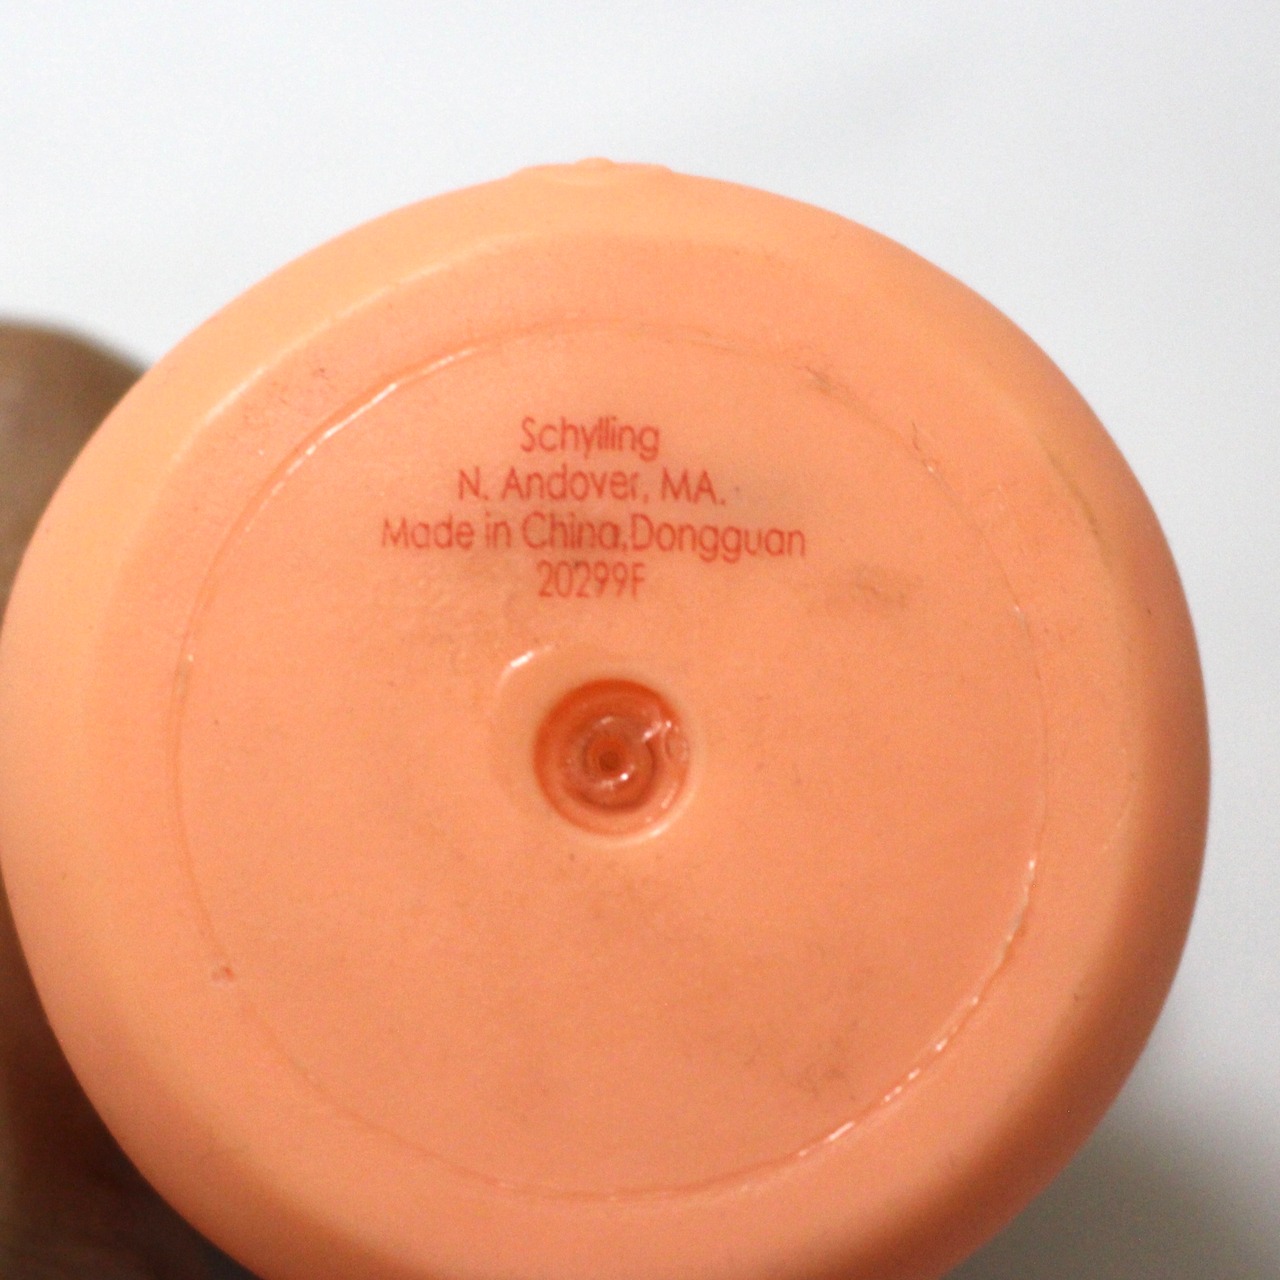 Schylling
N. Andover, MA.
Made in China,Dongguan
20299F